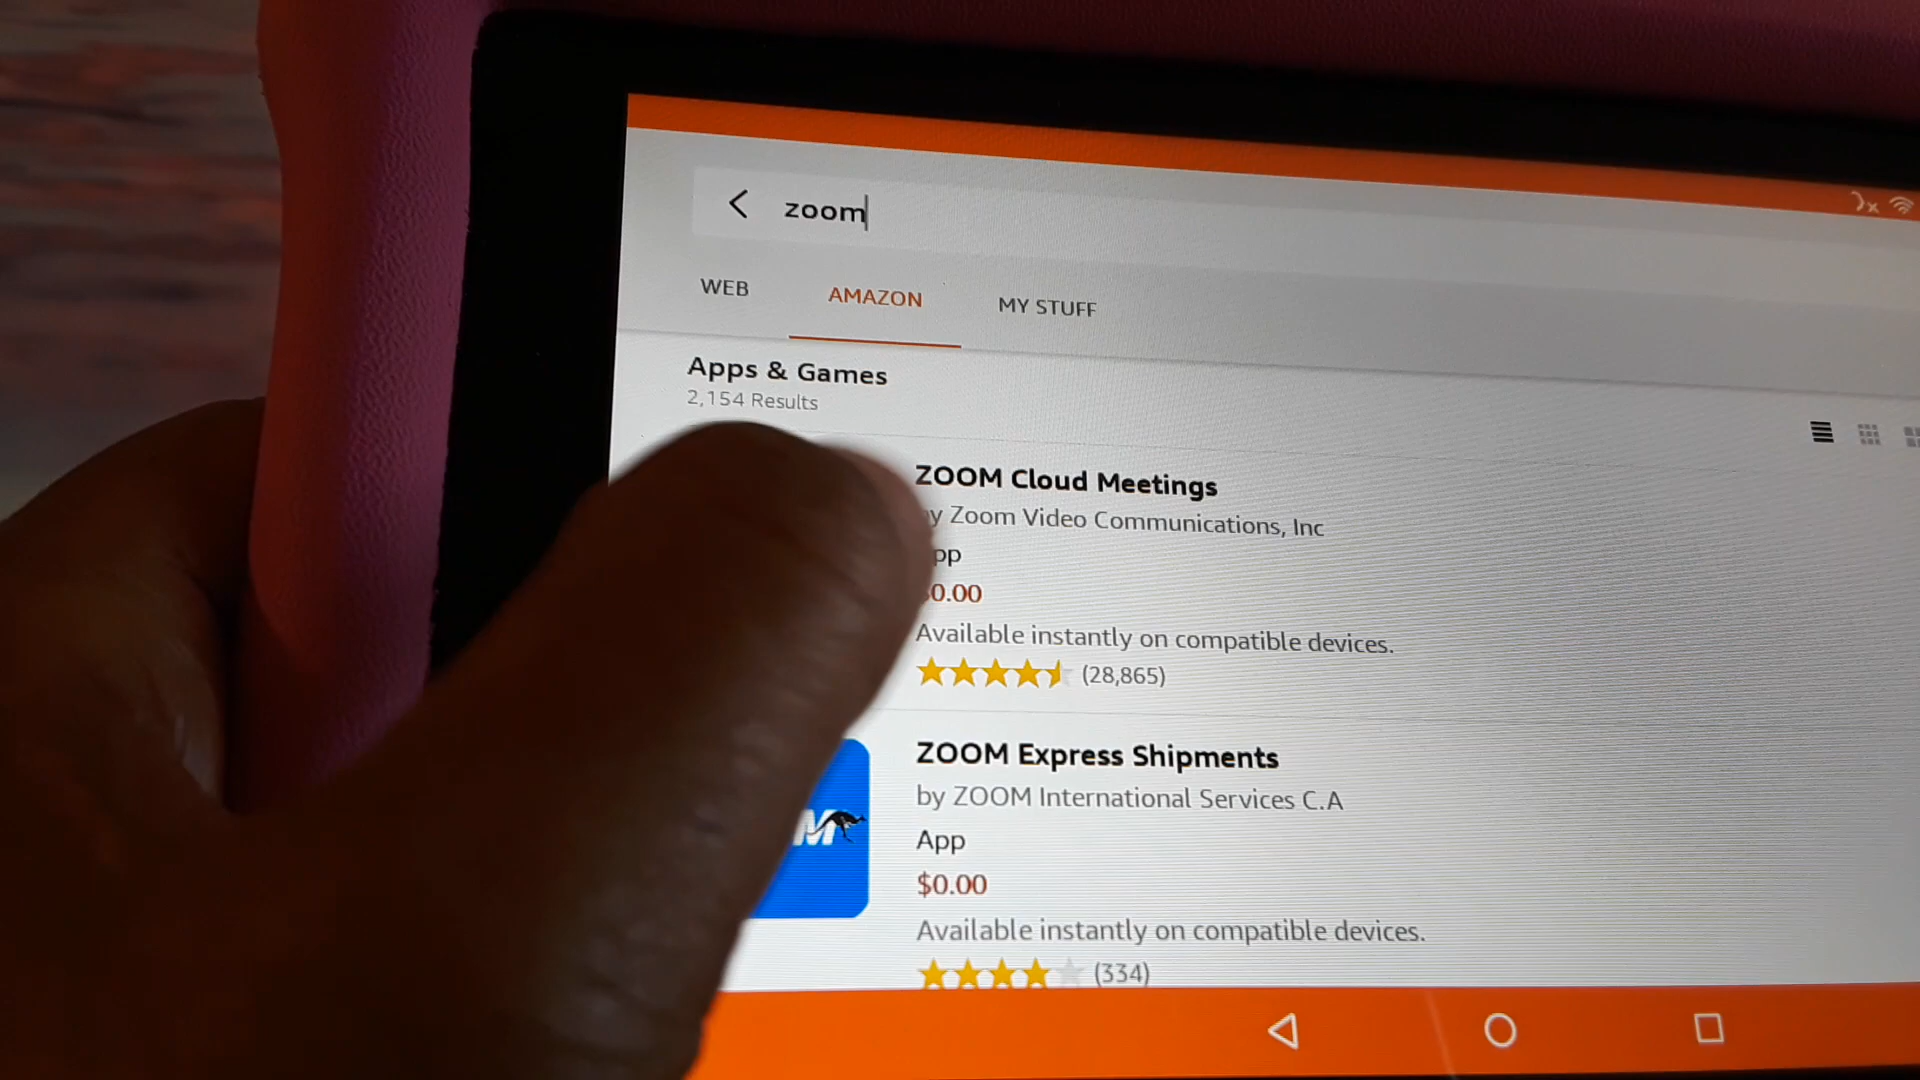 zoom
WEB AMAZON MY STUFF
Apps & Games
2,154 Results
ZOOM Cloud Meetings
Zoom Video Communications, Inc
0.00
Available instantly on compatible devices.
(28,865)
ZOOM Express Shipments
by ZOOM International Services C.A
App
$0.00
Available instantly on compatible devices.
(334)